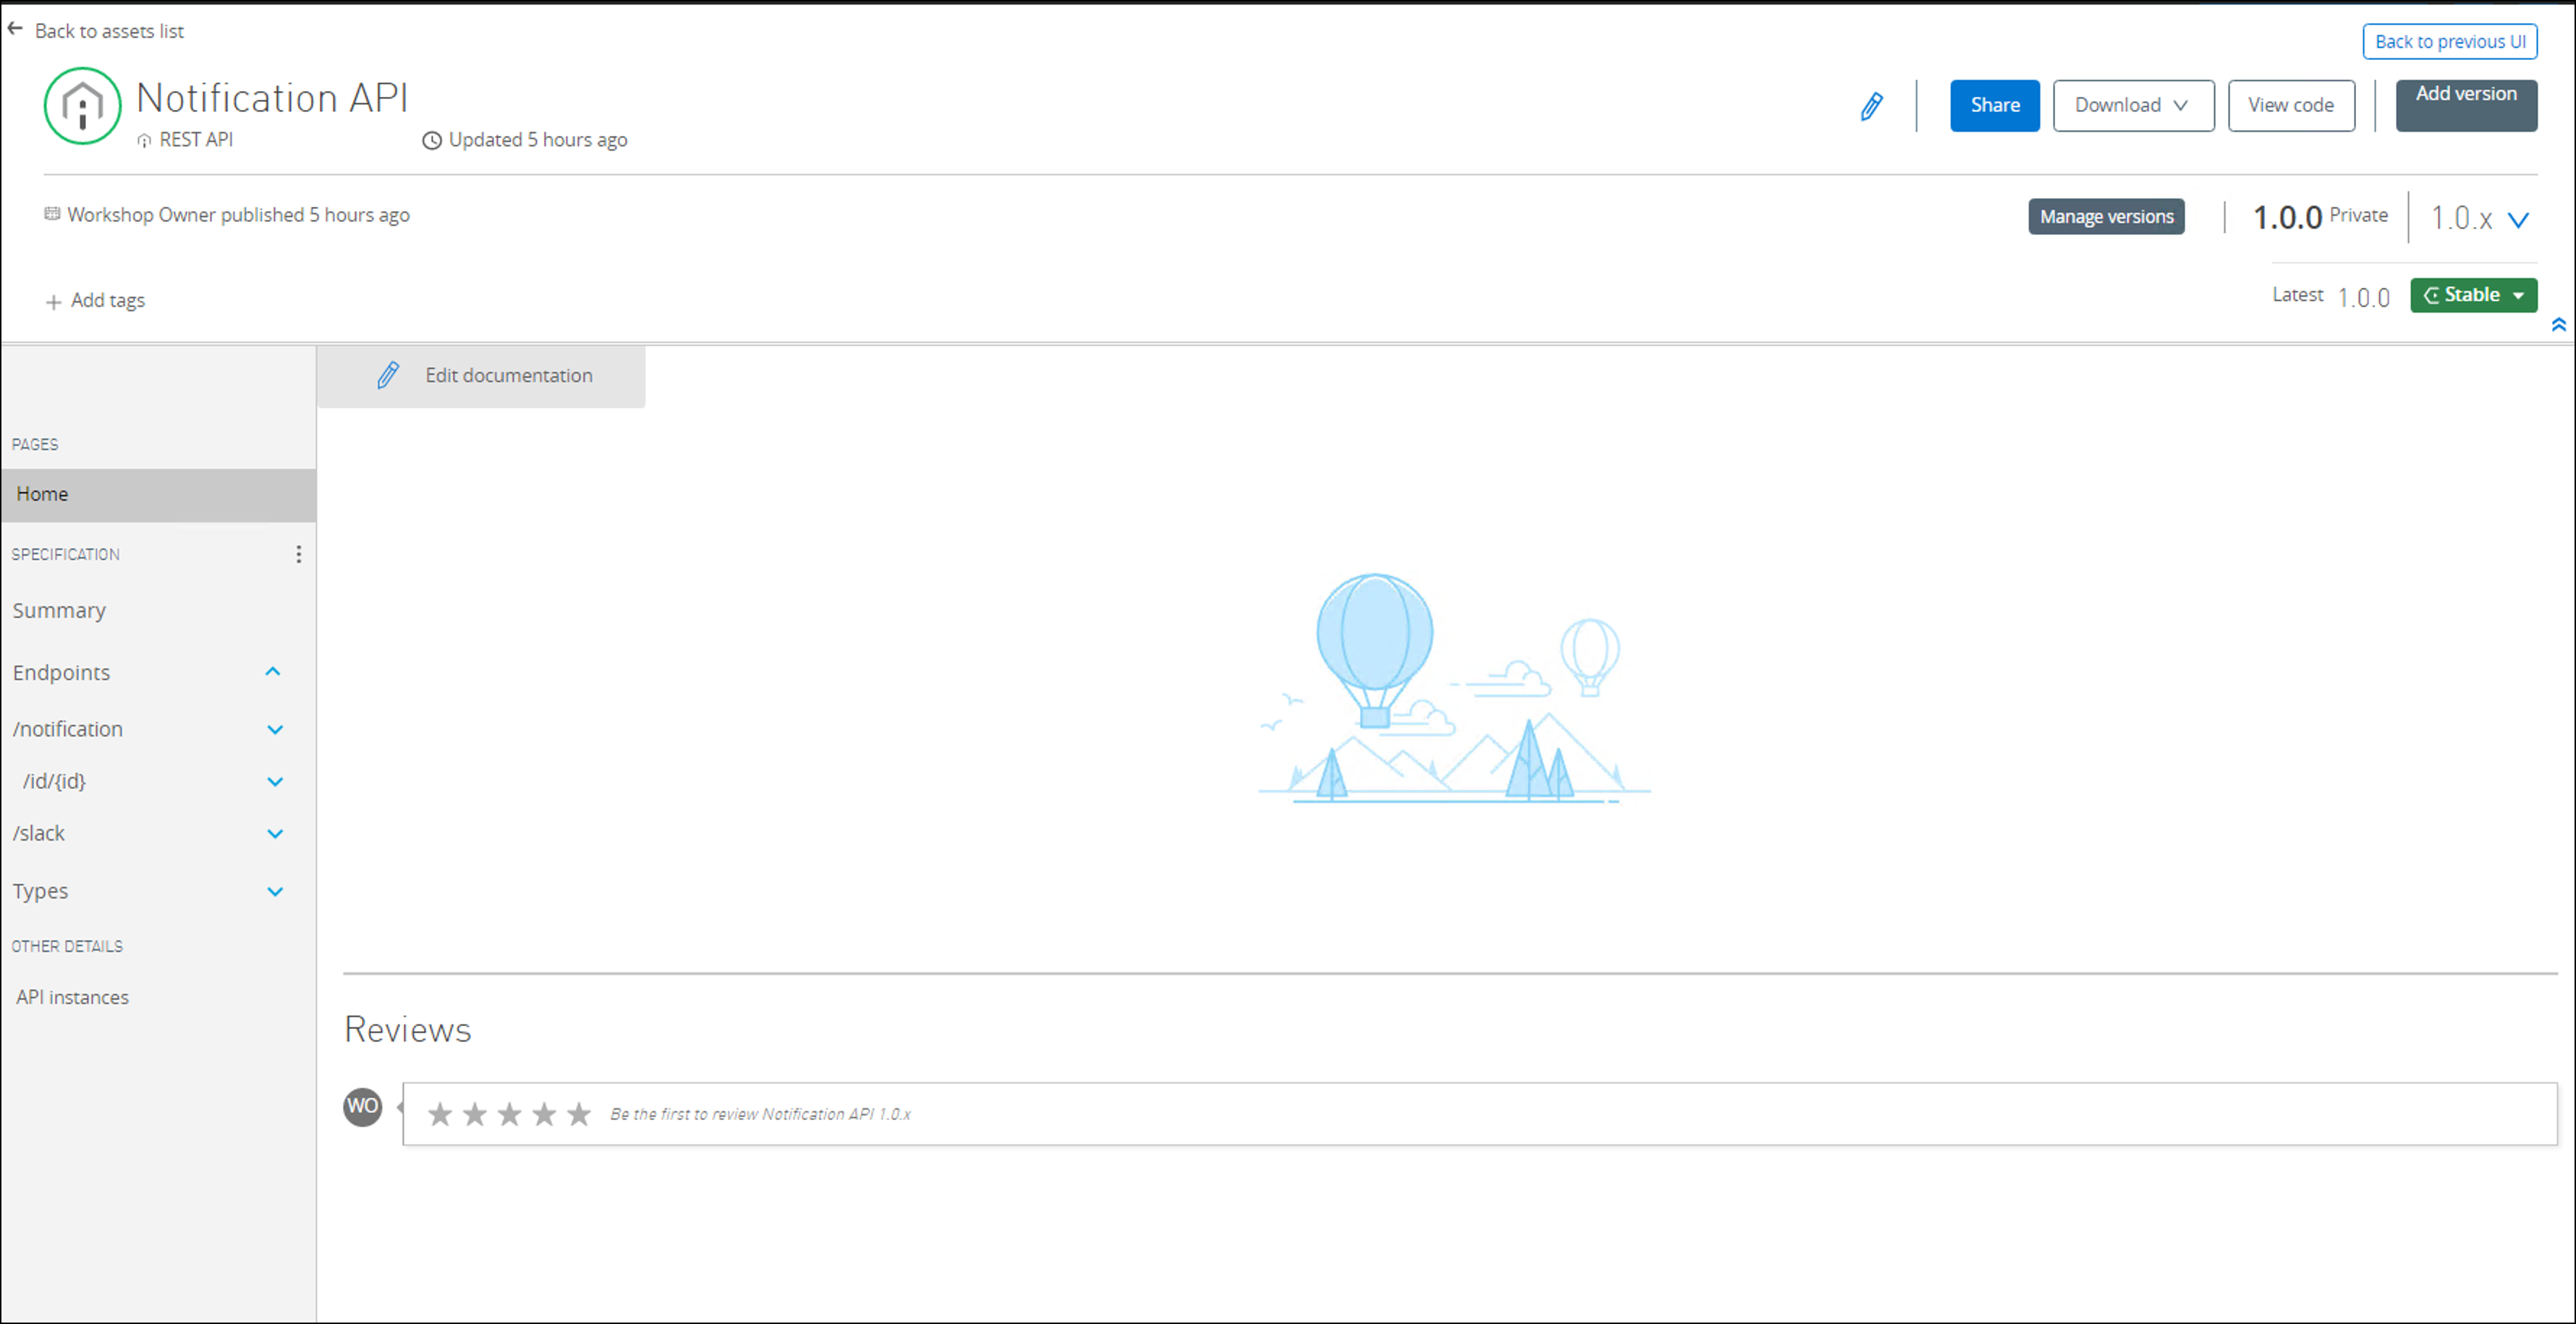 Back to assets list
Back to previous UI
Notification API
Share
Download
View code
Add version
REST API
Updated 5 hours ago
Workshop Owner published 5 hours ago
Manage versions
1.0.0 Private
1.0.x
Add tags
Latest 1.0.0
Stable
Edit documentation
PAGES
Home
SPECIFICATION
Summary
Endpoints
/notification
/id/{id}
/slack
Types
OTHER DETAILS
API instances
Reviews
WO
Be the first to review Notification API 1.0.x